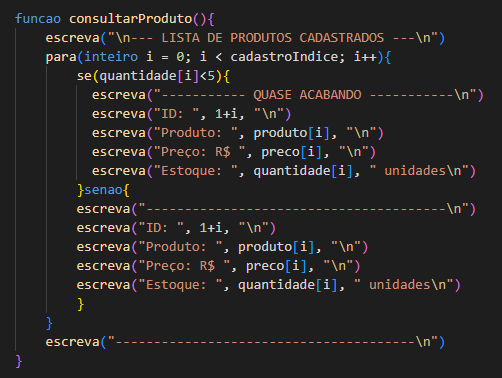 funcao consultarProduto(){
escreva("\n--- LISTA DE PRODUTOS CADASTRADOS ---\n")
para(inteiro i = 0; i < cadastroIndice; i++){
se(quantidade[i]<5){
escreva("----------- QUASE ACABANDO -----------\n")
escreva("ID: ", 1+i, "\n")
escreva("Produto: ", produto[i], "\n")
escreva("Preço: R$ ", preco[i], "\n")
escreva("Estoque: ", quantidade[i], " unidades\n")
}senao{
escreva("---------------------------------------\n")
escreva("ID: ", 1+i, "\n")
escreva("Produto: ", produto[i], "\n")
escreva("Preço: R$ ", preco[i], "\n")
escreva("Estoque: ", quantidade[i], " unidades\n")
}
}
escreva("---------------------------------------\n")
}